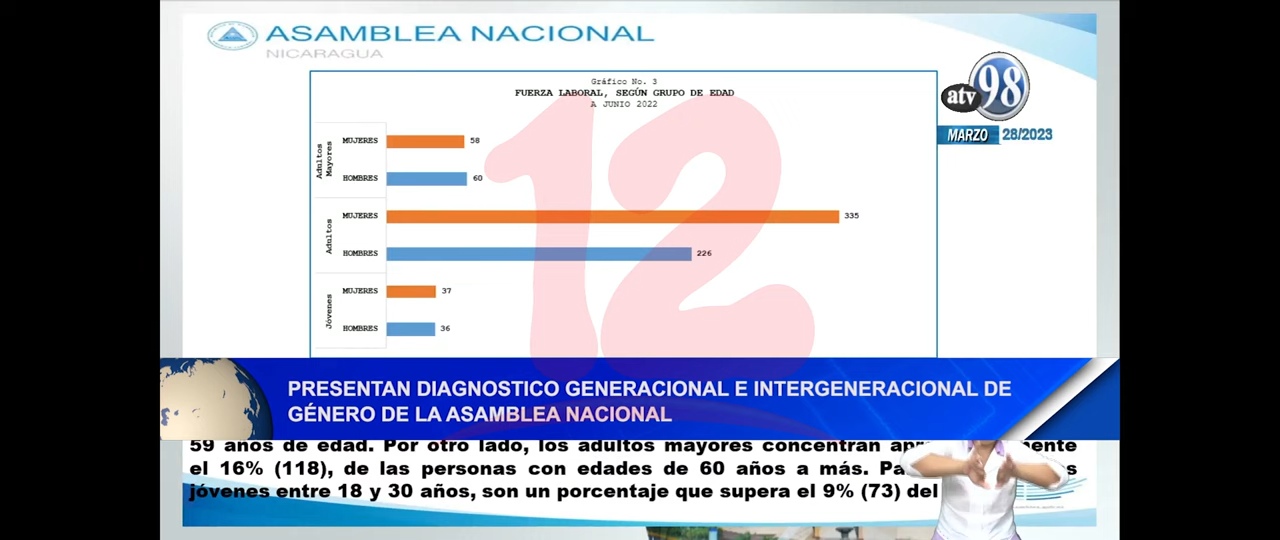 ASAMBLEA NACIONAL
NICARAGUA
atv 98
MARZO 28/2023
Gráfico No. 3
FUERZA LABORAL, SEGÚN GRUPO DE EDAD
A JUNIO 2022
Adultos Mayores
MUJERES 58
HOMBRES 60
Adultos
MUJERES 335
HOMBRES 226
Jóvenes
MUJERES 37
HOMBRES 36
12
PRESENTAN DIAGNOSTICO GENERACIONAL E INTERGENERACIONAL DE
GÉNERO DE LA ASAMBLEA NACIONAL
59 años de edad. Por otro lado, los adultos mayores concentran
el 16% (118), de las personas con edades de 60 años a más.
jóvenes entre 18 y 30 años, son un porcentaje que supera el 9% (73) del